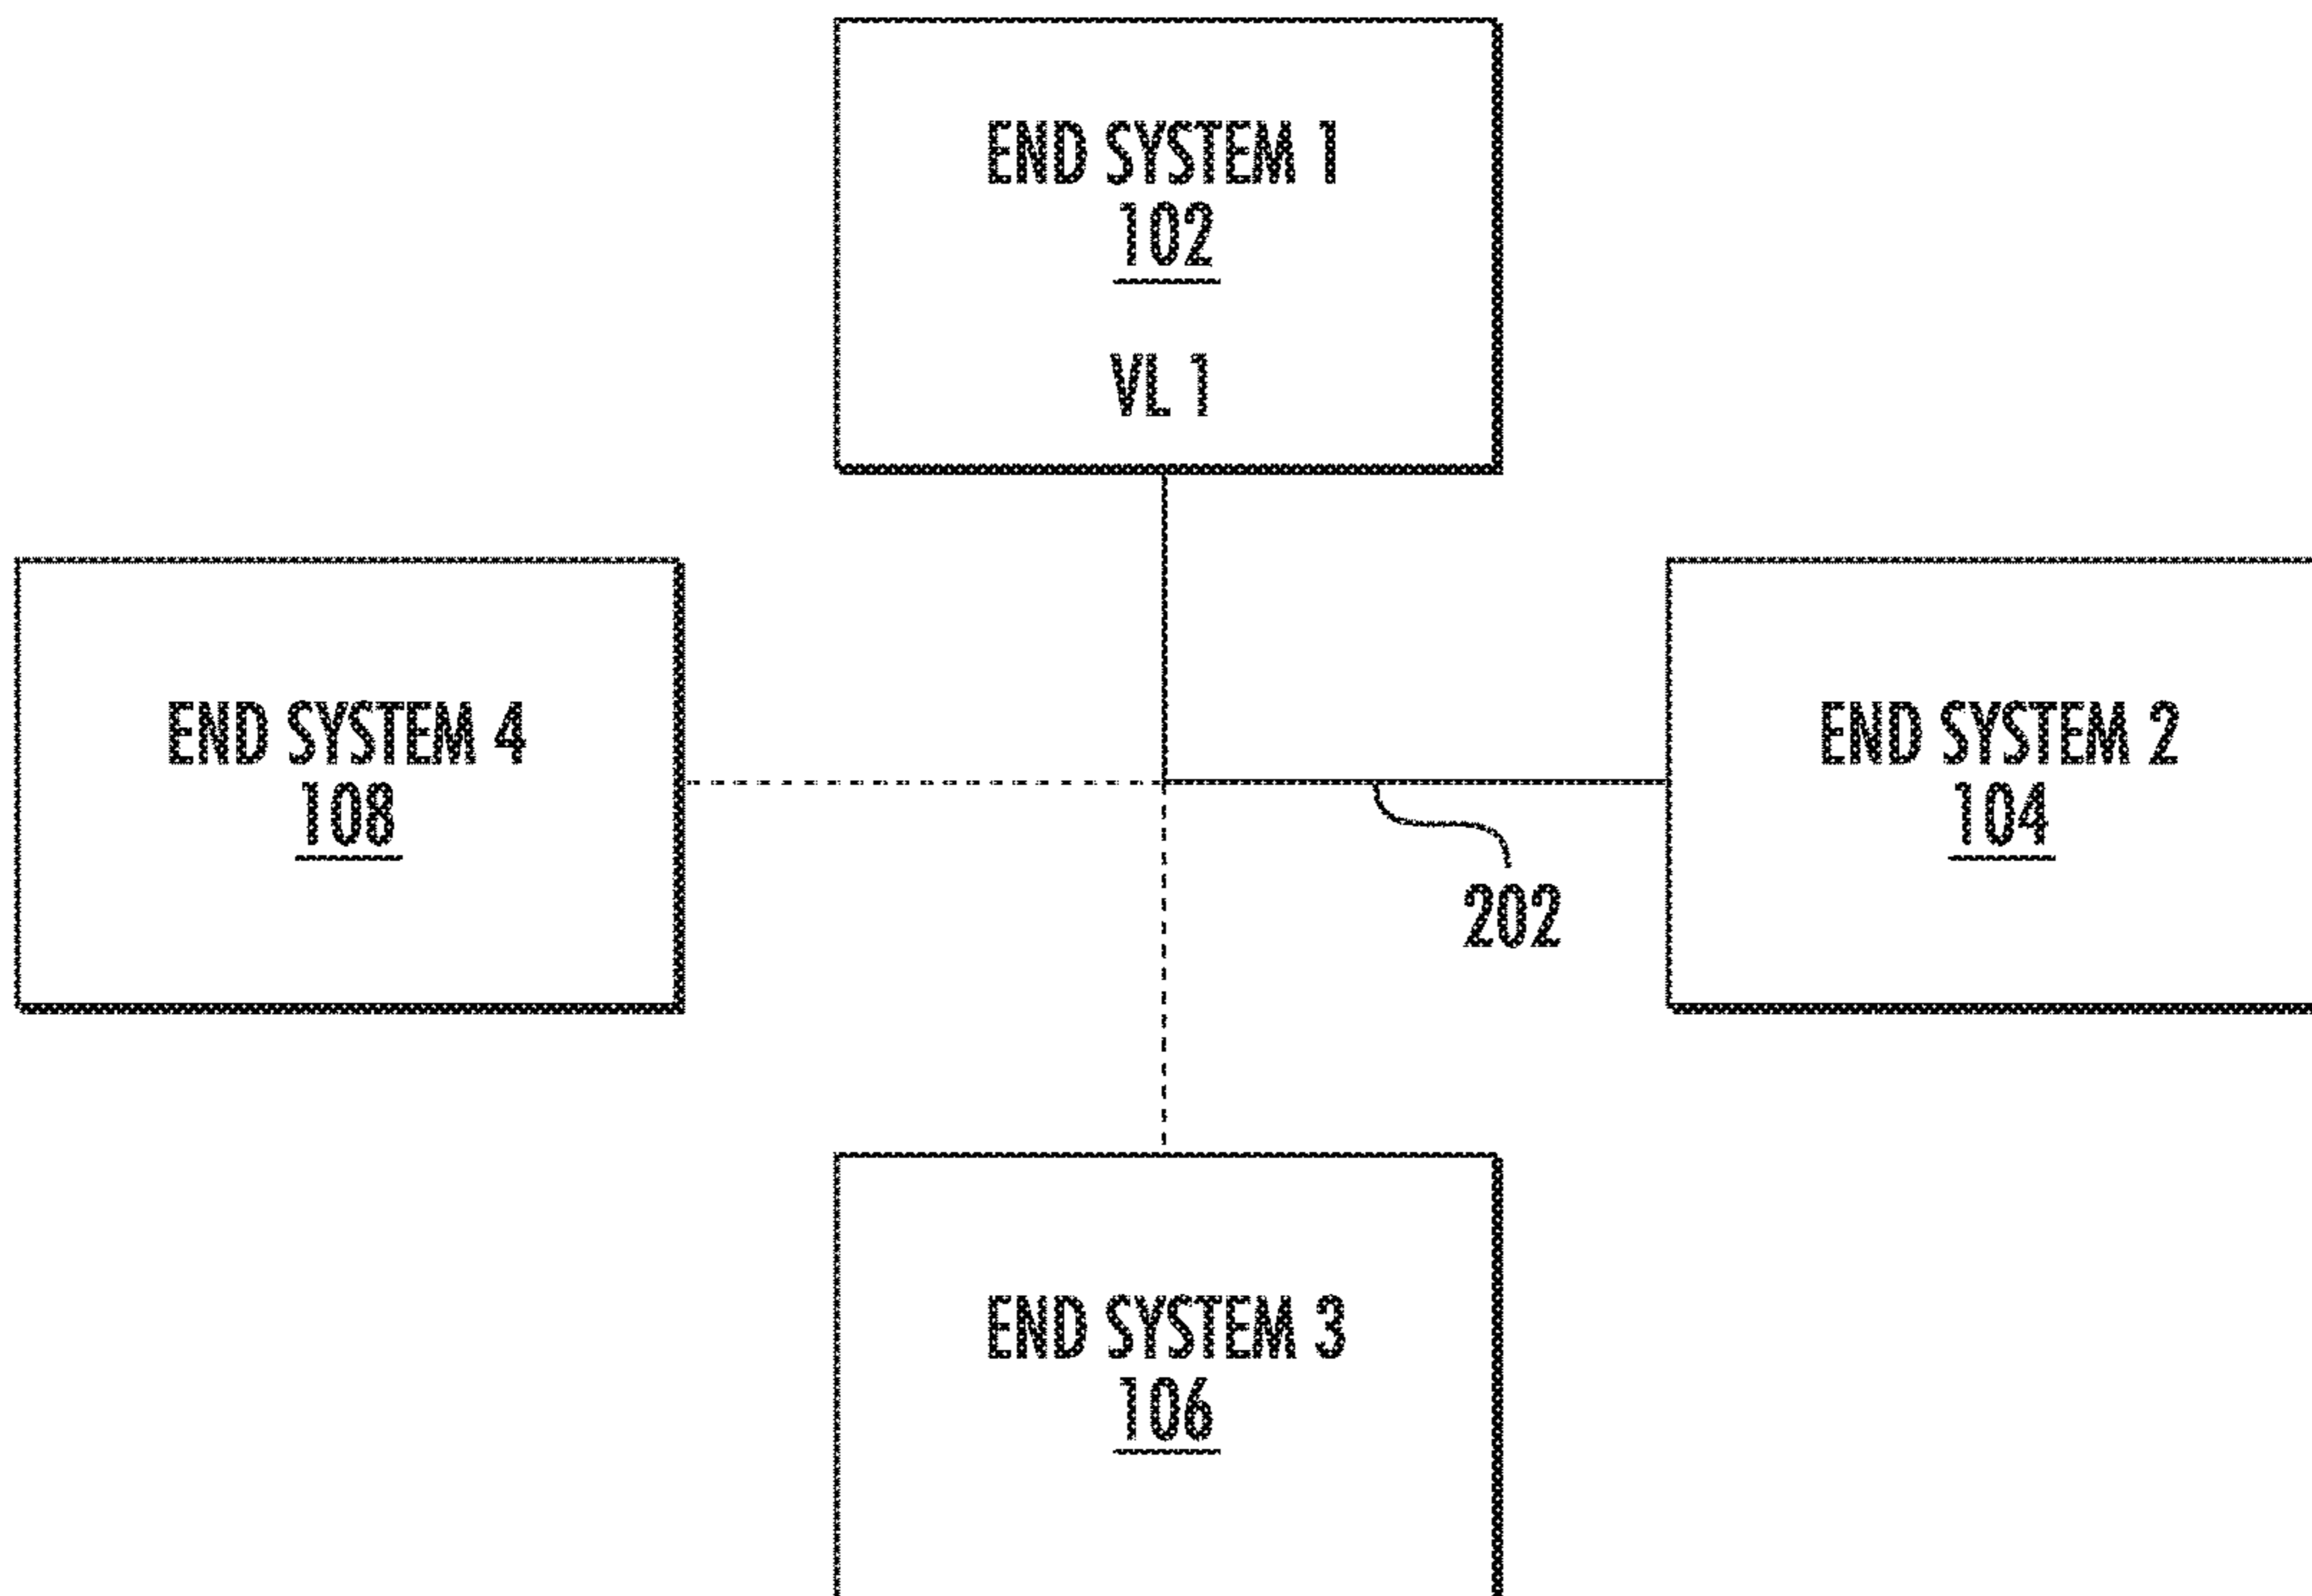 END SYSTEM 1
102
VL 1
END SYSTEM 4
108
END SYSTEM 2
104
202
END SYSTEM 3
106